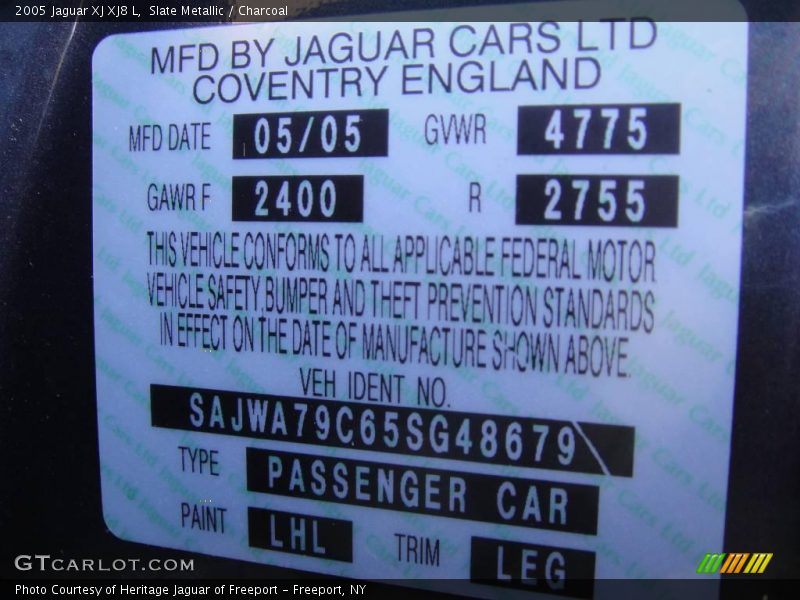 2005 Jaguar XJ XJ8 L,  Slate Metallic / Charcoal
MFD BY JAGUAR CARS LTD
COVENTRY ENGLAND
MFD DATE 05/05 GVWR 4775
GAWR F 2400 R 2755
THIS VEHICLE CONFORMS TO ALL APPLICABLE FEDERAL MOTOR
VEHICLE SAFETY, BUMPER AND THEFT PREVENTION STANDARDS
IN EFFECT ON THE DATE OF MANUFACTURE SHOWN ABOVE.
VEH IDENT NO.
SAJWA79C65SG48679
TYPE PASSENGER CAR
PAINT LHL TRIM LEG
GTCARLOT.COM
Photo Courtesy of Heritage Jaguar of Freeport - Freeport, NY